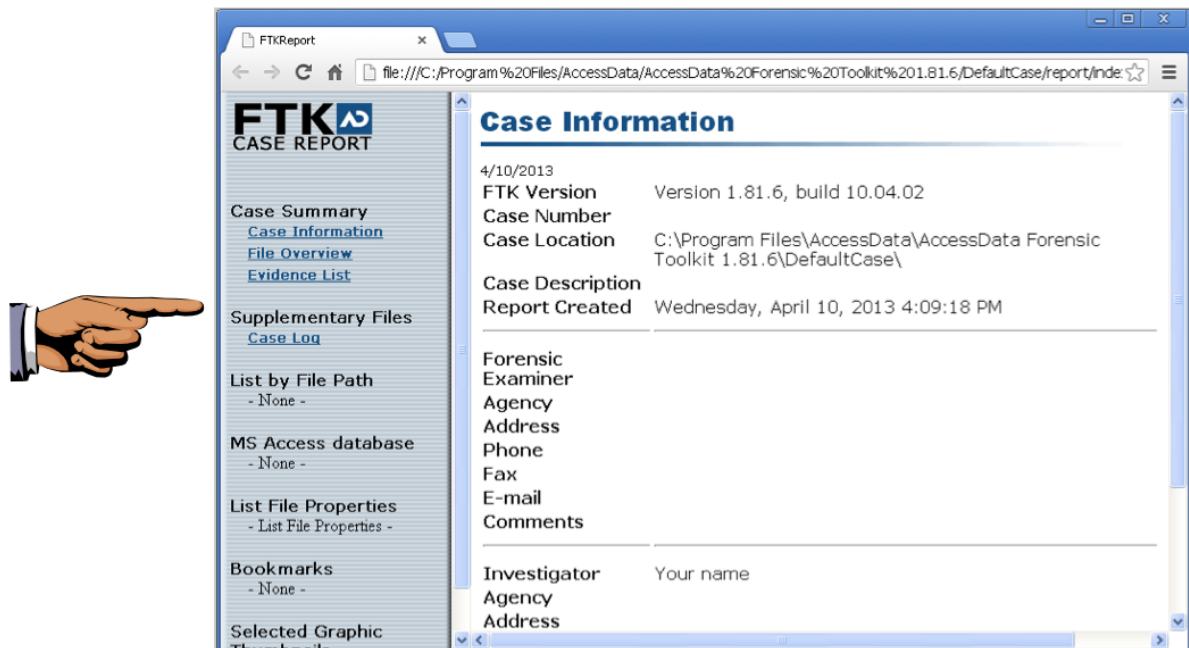 FTKReport
file:///C:/Program%20Files/AccessData/AccessData%20Forensic%20Toolkit%201.81.6/DefaultCase/report/inde
FTK AD
CASE REPORT
Case Summary
Case Information
File Overview
Evidence List
Supplementary Files
Case Log
List by File Path
- None -
MS Access database
- None -
List File Properties
- List File Properties -
Bookmarks
- None -
Selected Graphic
Thumbnails
Case Information
4/10/2013
FTK Version Version 1.81.6, build 10.04.02
Case Number
Case Location C:\Program Files\AccessData\AccessData Forensic
Toolkit 1.81.6\DefaultCase\
Case Description
Report Created Wednesday, April 10, 2013 4:09:18 PM
Forensic
Examiner
Agency
Address
Phone
Fax
E-mail
Comments
Investigator Your name
Agency
Address